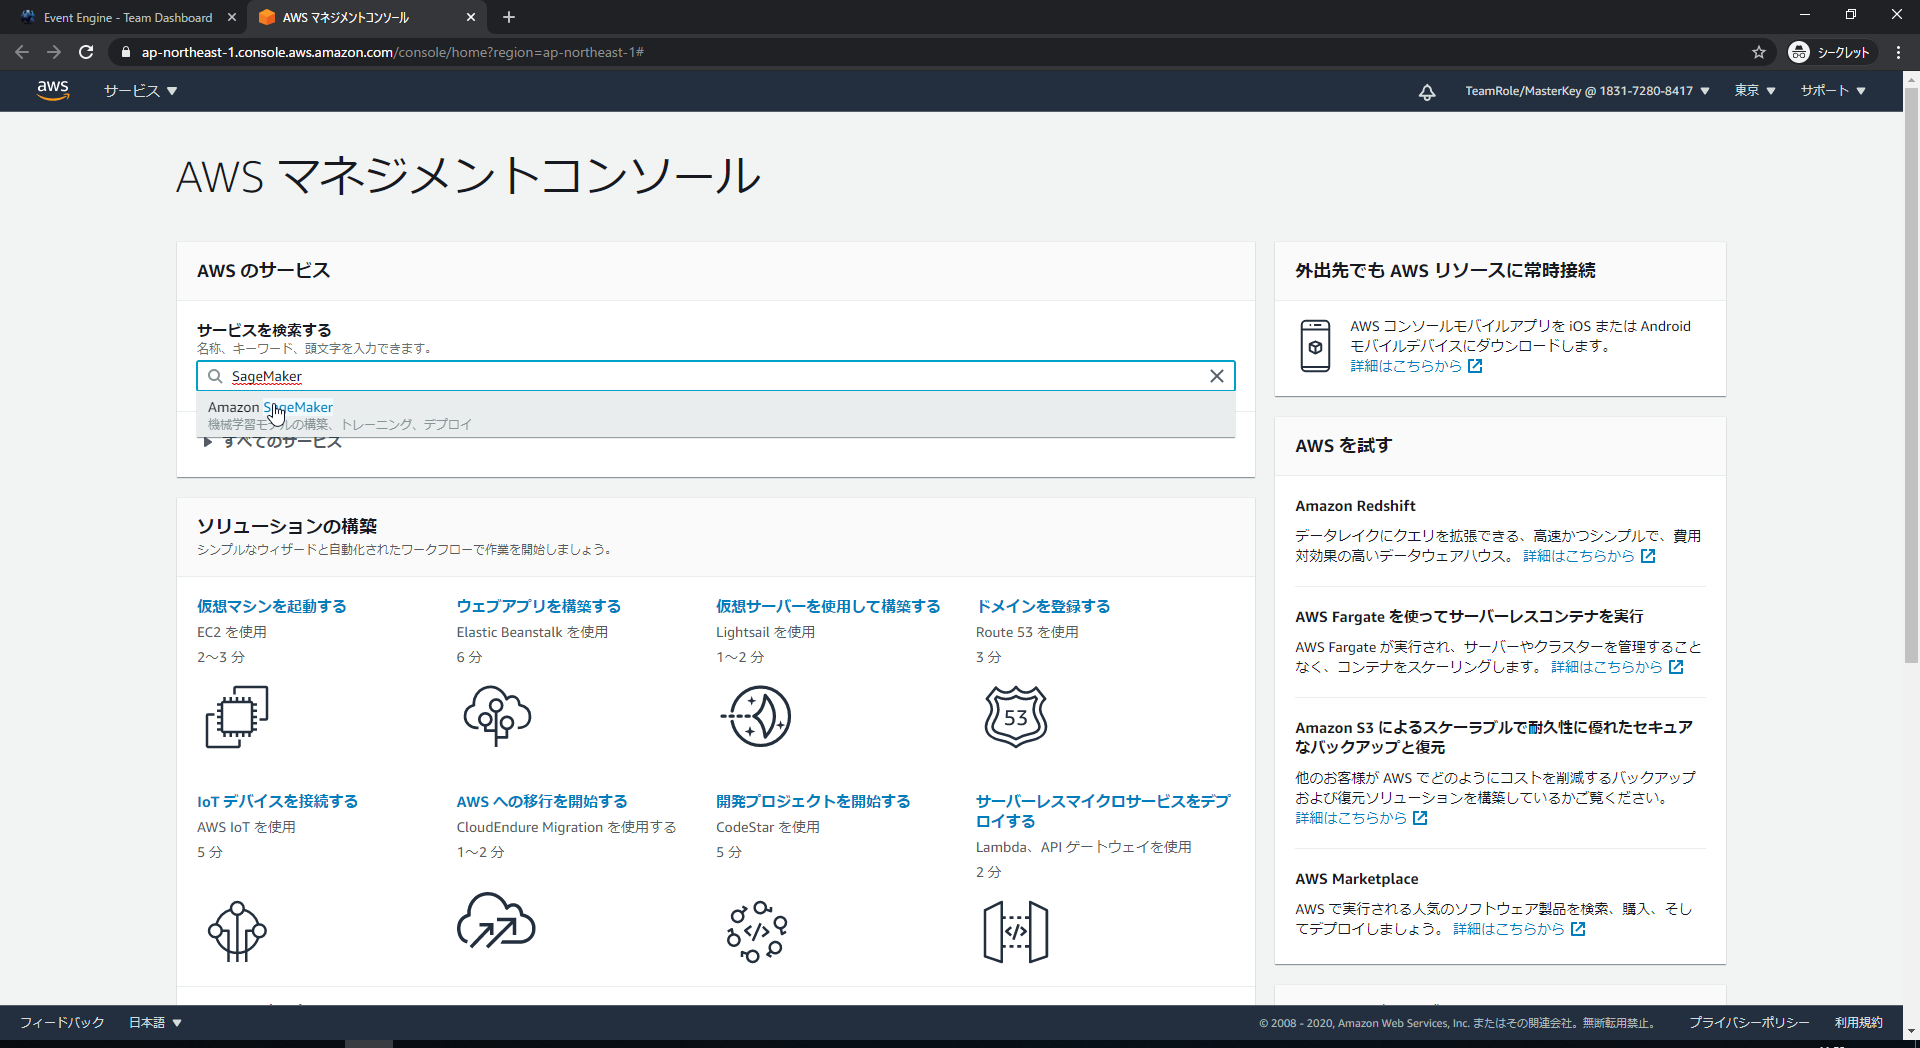 Event Engine - Team Dashboard
AWS マネジメントコンソール
ap-northeast-1.console.aws.amazon.com/console/home?region=ap-northeast-1#
シークレット
aws
サービス
TeamRole/MasterKey @ 1831-7280-8417
東京
サポート
AWS マネジメントコンソール
AWS のサービス
サービスを検索する
名称、キーワード、頭文字を入力できます。
SageMaker
Amazon SageMaker
機械学習モデルの構築、トレーニング、デプロイ
すべてのサービス
ソリューションの構築
シンプルなウィザードと自動化されたワークフローで作業を開始しましょう。
仮想マシンを起動する
EC2 を使用
2～3 分
ウェブアプリを構築する
Elastic Beanstalk を使用
6 分
仮想サーバーを使用して構築する
Lightsail を使用
1～2 分
ドメインを登録する
Route 53 を使用
3 分
53
IoT デバイスを接続する
AWS IoT を使用
5 分
AWS への移行を開始する
CloudEndure Migration を使用する
1～2 分
開発プロジェクトを開始する
CodeStar を使用
5 分
サーバーレスマイクロサービスをデプ
ロイする
Lambda、API ゲートウェイを使用
2 分
外出先でも AWS リソースに常時接続
AWS コンソールモバイルアプリを iOS または Android
モバイルデバイスにダウンロードします。
詳細はこちらから
AWS を試す
Amazon Redshift
データレイクにクエリを拡張できる、高速かつシンプルで、費用
対効果の高いデータウェアハウス。 詳細はこちらから
AWS Fargate を使ってサーバーレスコンテナを実行
AWS Fargate が実行され、サーバーやクラスターを管理すること
なく、コンテナをスケーリングします。 詳細はこちらから
Amazon S3 によるスケーラブルで耐久性に優れたセキュア
なバックアップと復元
他のお客様が AWS でどのようにコストを削減するバックアップ
および復元ソリューションを構築しているかご覧ください。
詳細はこちらから
AWS Marketplace
AWS で実行される人気のソフトウェア製品を検索、購入、そし
てデプロイしましょう。 詳細はこちらから
フィードバック
日本語
© 2008 - 2020, Amazon Web Services, Inc. またはその関連会社。無断転用禁止。
プライバシーポリシー
利用規約